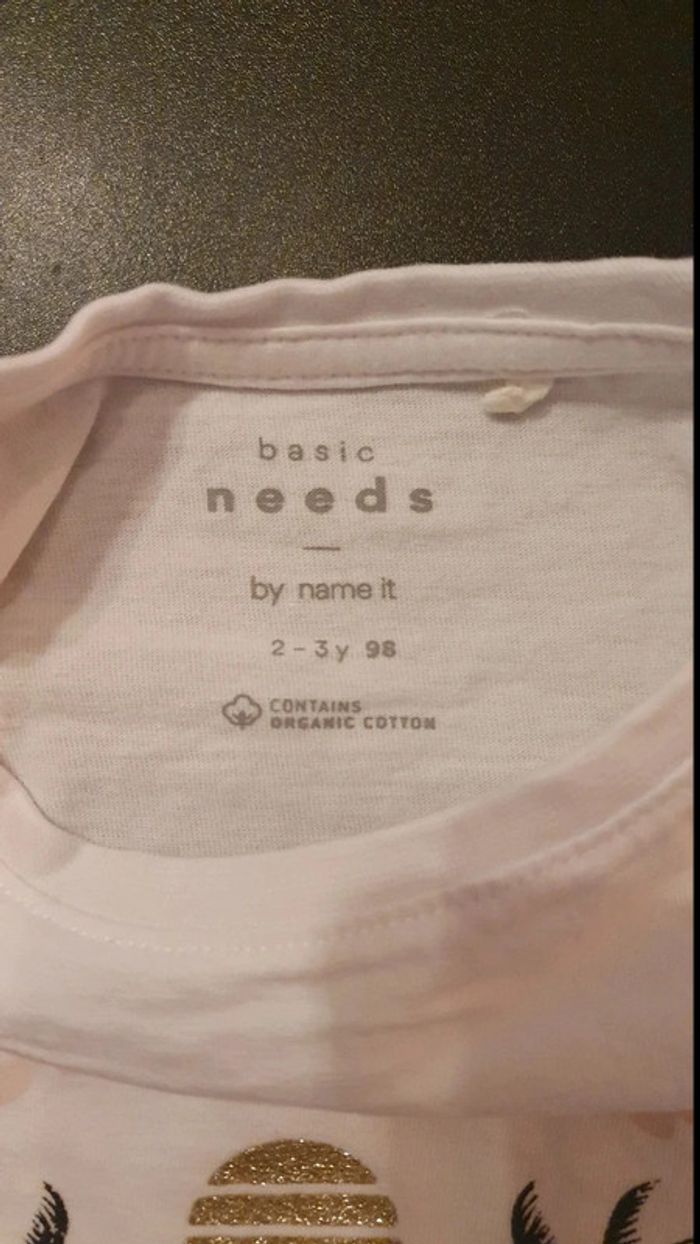 basic
needs
by name it
2-3y 98
CONTAINS
ORGANIC COTTON